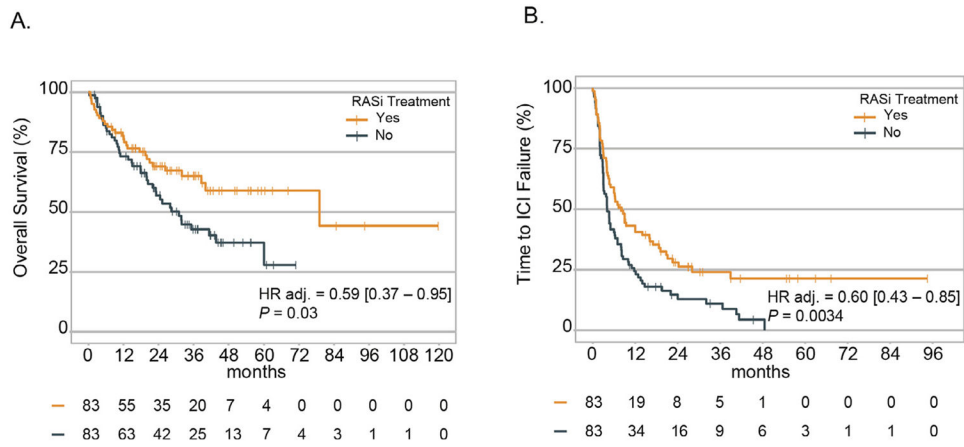 A.
Overall Survival (%)
100
75
50
25
0
RASi Treatment
Yes
No
HR adj. = 0.59 [0.37 – 0.95]
P = 0.03
0 12 24 36 48 60 72 84 96 108 120
months
83 55 35 20 7 4 0 0 0 0 0
83 63 42 25 13 7 4 3 1 1 0
B.
Time to ICI Failure (%)
100
75
50
25
0
RASi Treatment
Yes
No
HR adj. = 0.60 [0.43 – 0.85]
P = 0.0034
0 12 24 36 48 60 72 84 96
months
83 19 8 5 1 0 0 0 0
83 34 16 9 6 3 1 1 0